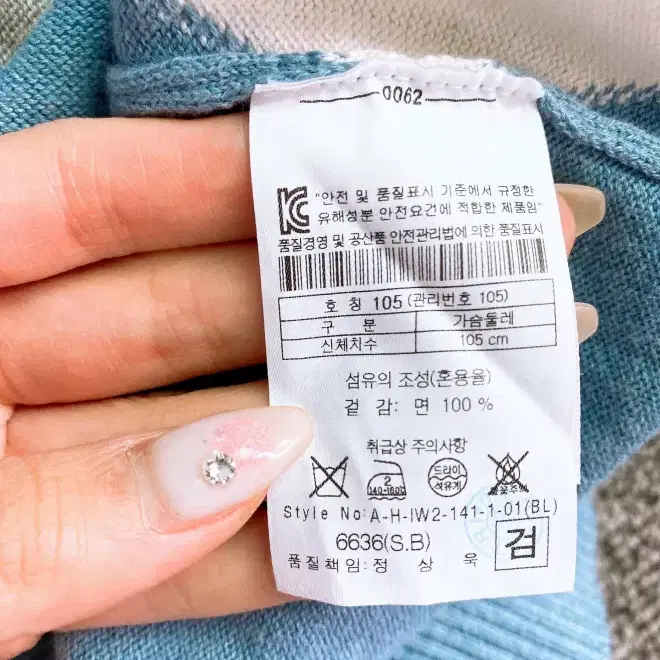 0062
"안전 및 품질표시 기준에서 규정한
유해성분 안전요건에 적합한 제품임"
품질경영 및 공산품 안전관리법에 의한 품질표시
호 칭 105 (관리번호 105)
구 분 가슴둘레
신체치수 105 cm
섬유의 조성(혼용율)
겉 감: 면 100 %
취급상 주의사항
2 드라이
140-160℃ 석유계
Style No: A-H-IW2-141-1-01(BL)
6636(S.B) 검
품질책임: 정 상 욱